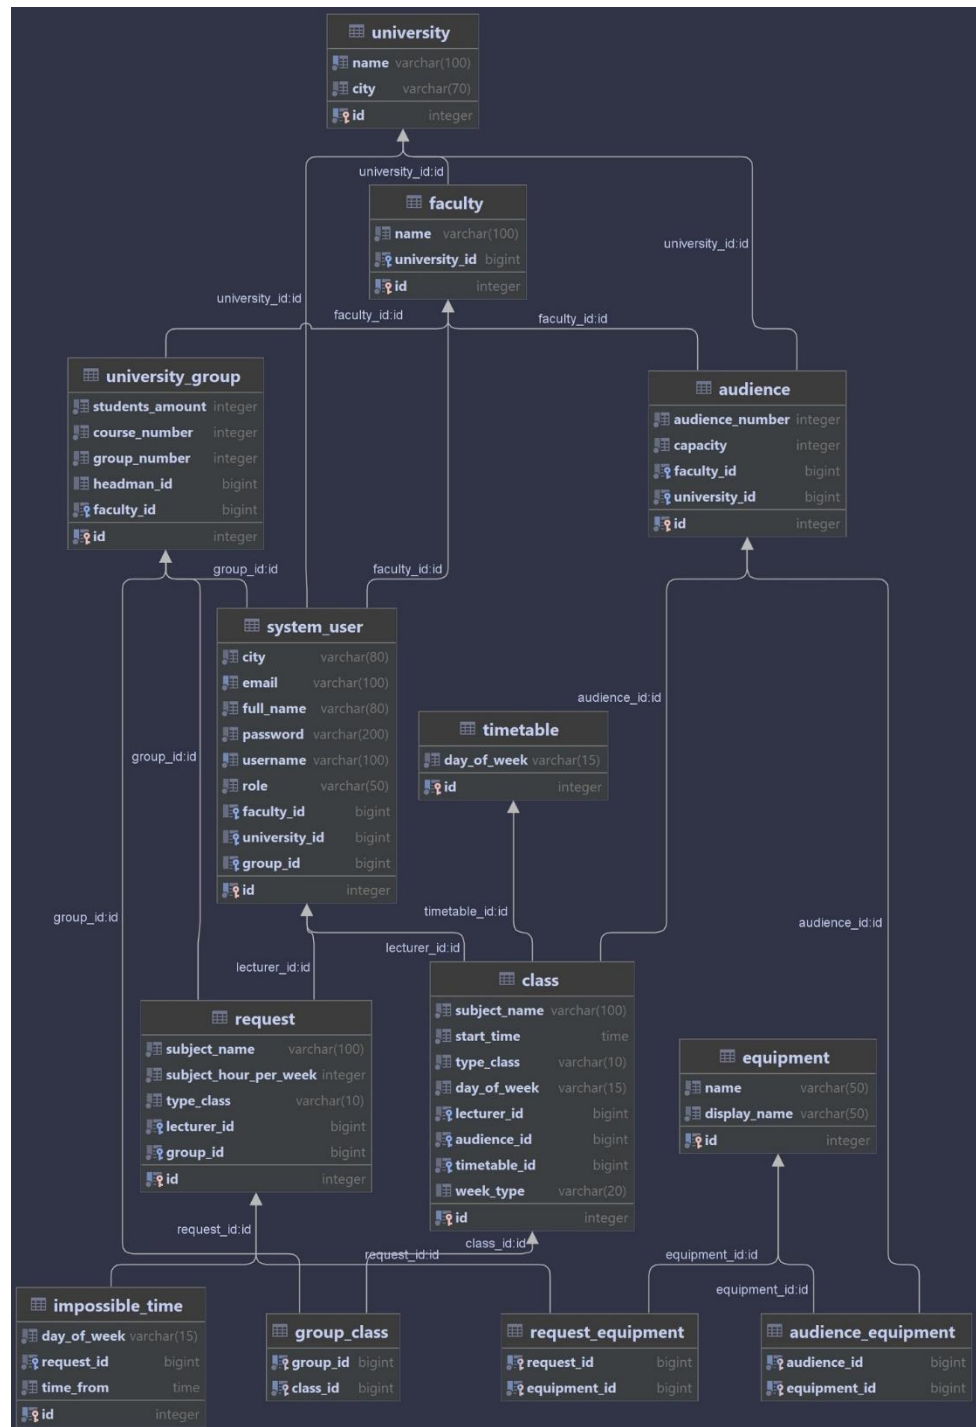 university
name varchar(100)
city varchar(70)
id integer
university_id:id
faculty
name varchar(100)
university_id bigint
id integer
university_id:id
university_id:id
faculty_id:id
faculty_id:id
university_group
students_amount integer
course_number integer
group_number integer
headman_id bigint
faculty_id bigint
id integer
audience
audience_number integer
capacity integer
faculty_id bigint
university_id bigint
id integer
group_id:id
faculty_id:id
system_user
city varchar(80)
email varchar(100)
full_name varchar(80)
password varchar(200)
username varchar(100)
role varchar(50)
faculty_id bigint
university_id bigint
group_id bigint
id integer
audience_id:id
timetable
day_of_week varchar(15)
id integer
group_id:id
group_id:id
timetable_id:id
audience_id:id
lecturer_id:id
lecturer_id:id
request
subject_name varchar(100)
subject_hour_per_week integer
type_class varchar(10)
lecturer_id bigint
group_id bigint
id integer
class
subject_name varchar(100)
start_time time
type_class varchar(10)
day_of_week varchar(15)
lecturer_id bigint
audience_id bigint
timetable_id bigint
week_type varchar(20)
id integer
equipment
name varchar(50)
display_name varchar(50)
id integer
request_id:id
class_id:id
request_id:id
equipment_id:id
equipment_id:id
impossible_time
day_of_week varchar(15)
request_id bigint
time_from time
id integer
group_class
group_id bigint
class_id bigint
request_equipment
request_id bigint
equipment_id bigint
audience_equipment
audience_id bigint
equipment_id bigint